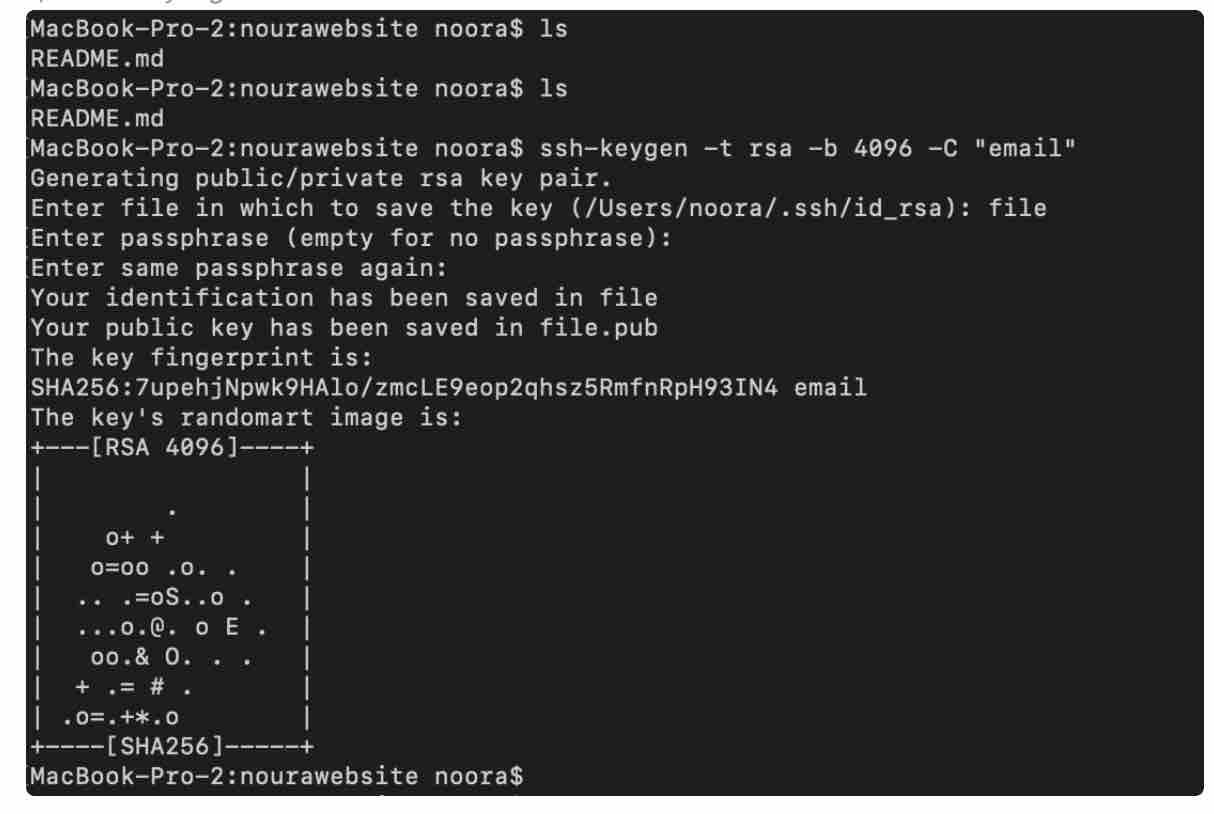 MacBook-Pro-2:nourawebsite noora$ ls
README.md
MacBook-Pro-2:nourawebsite noora$ ls
README.md
MacBook-Pro-2:nourawebsite noora$ ssh-keygen -t rsa -b 4096 -C "email"
Generating public/private rsa key pair.
Enter file in which to save the key (/Users/noora/.ssh/id_rsa): file
Enter passphrase (empty for no passphrase):
Enter same passphrase again:
Your identification has been saved in file
Your public key has been saved in file.pub
The key fingerprint is:
SHA256:7upehjNpwk9HAlo/zmcLE9eop2qhsz5RmfnRpH93IN4 email
The key's randomart image is:
+---[RSA 4096]----+
|                 |
|        .        |
|    o+ +         |
|   o=oo .o. .    |
|  .. .=oS..o .   |
|  ...o.@. o E .  |
|   oo.& O. . .   |
|  + .= # .       |
| .o=.+*.o        |
+----[SHA256]-----+
MacBook-Pro-2:nourawebsite noora$